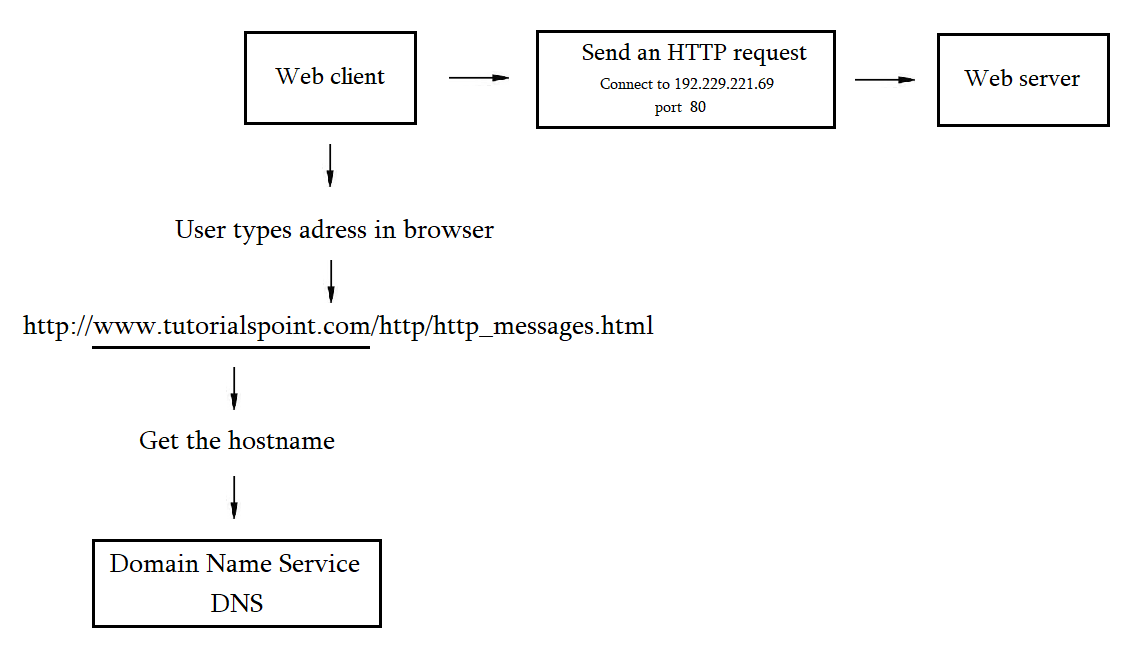 Web client
Send an HTTP request
Connect to 192.229.221.69
port 80
Web server
User types adress in browser
http://www.tutorialspoint.com/http/http_messages.html
Get the hostname
Domain Name Service
DNS